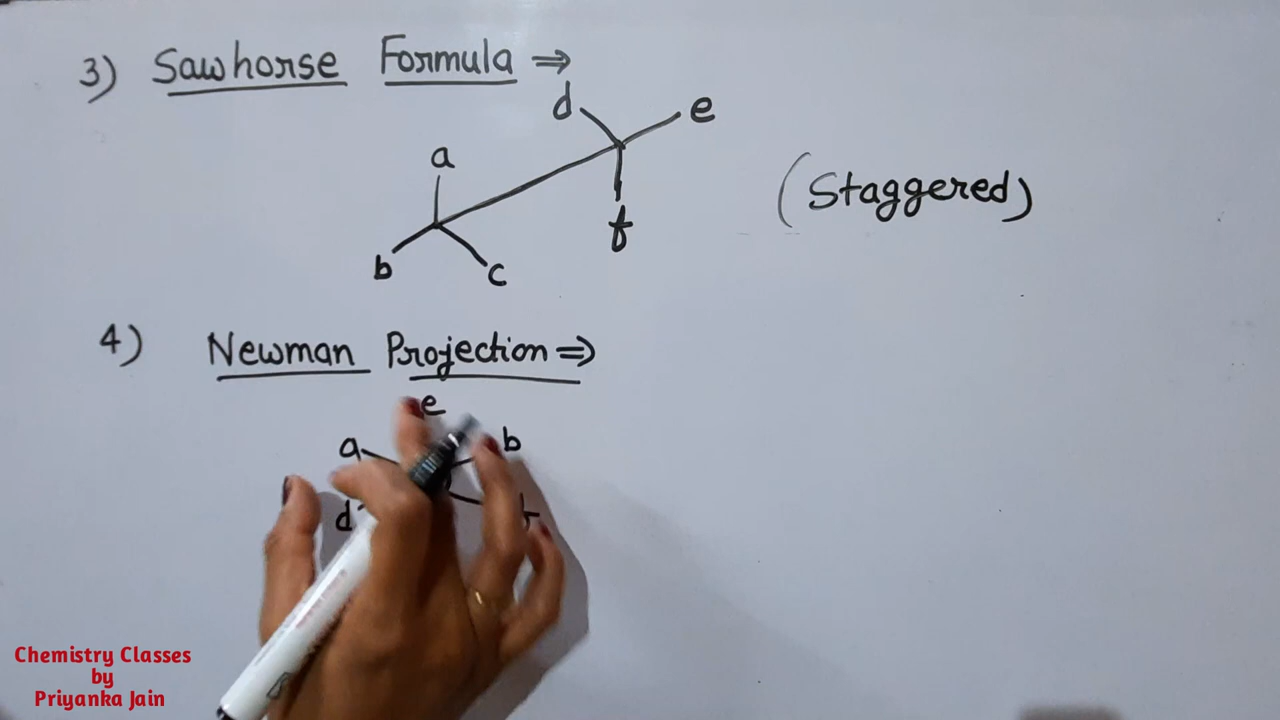 3) Sawhorse Formula ⇒
d e
a
(Staggered)
f
b c
4) Newman Projection ⇒
e
a b
d
Chemistry Classes
by
Priyanka Jain